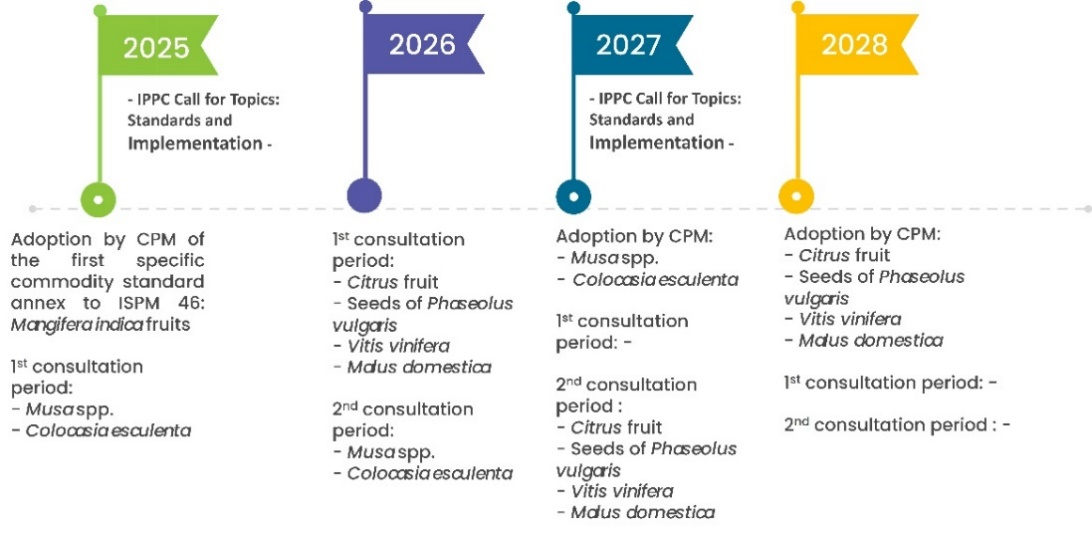 2025
- IPPC Call for Topics:
Standards and
Implementation -
Adoption by CPM of
the first specific
commodity standard
annex to ISPM 46:
Mangifera indica fruits
1st consultation
period:
- Musa spp.
- Colocasia esculenta
2026
1st consultation
period:
- Citrus fruit
- Seeds of Phaseolus
vulgaris
- Vitis vinifera
- Malus domestica
2nd consultation
period:
- Musa spp.
- Colocasia esculenta
2027
- IPPC Call for Topics:
Standards and
Implementation -
Adoption by CPM:
- Musa spp.
- Colocasia esculenta
1st consultation
period: -
2nd consultation
period :
- Citrus fruit
- Seeds of Phaseolus
vulgaris
- Vitis vinifera
- Malus domestica
2028
Adoption by CPM:
- Citrus fruit
- Seeds of Phaseolus
vulgaris
- Vitis vinifera
- Malus domestica
1st consultation period: -
2nd consultation period : -